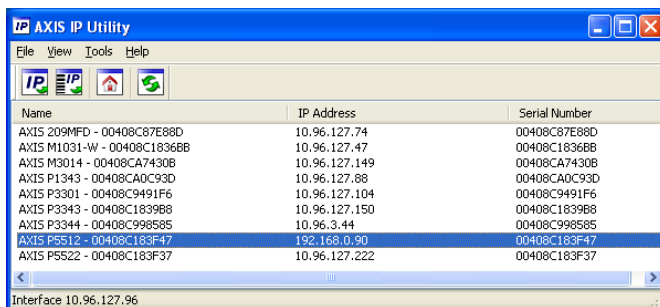 IP AXIS IP Utility
File View Tools Help
IP IP
Name IP Address Serial Number
AXIS 209MFD - 00408C87E88D 10.96.127.74 00408C87E88D
AXIS M1031-W - 00408C1836BB 10.96.127.47 00408C1836BB
AXIS M3014 - 00408CA7430B 10.96.127.149 00408CA7430B
AXIS P1343 - 00408CA0C93D 10.96.127.88 00408CA0C93D
AXIS P3301 - 00408C9491F6 10.96.127.104 00408C9491F6
AXIS P3343 - 00408C1839B8 10.96.127.150 00408C1839B8
AXIS P3344 - 00408C998585 10.96.3.44 00408C998585
AXIS P5512 - 00408C183F47 192.168.0.90 00408C183F47
AXIS P5522 - 00408C183F37 10.96.127.222 00408C183F37
Interface 10.96.127.96